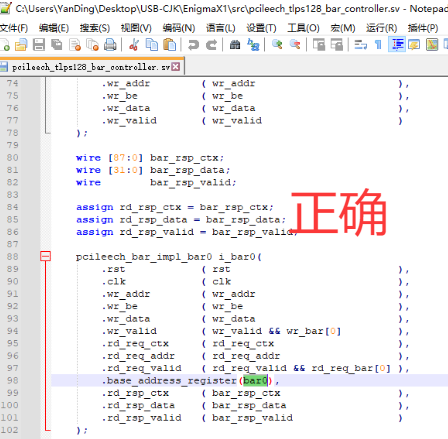 C:\Users\YanDing\Desktop\USB-CJK\EnigmaX1\src\pcileech_tlps128_bar_controller.sv - Notepad
文件(F) 编辑(E) 搜索(S) 视图(V) 编码(N) 语言(L) 设置(T) 工具(O) 宏(M) 运行(R) 插件(P)
pcileech_tlps128_bar_controller.sv
74 .wr_addr ( wr_addr ),
75 .wr_be ( wr_be ),
76 .wr_data ( wr_data ),
77 .wr_valid ( wr_valid )
78 );
79
80 wire [87:0] bar_rsp_ctx;
81 wire [31:0] bar_rsp_data;
82 wire bar_rsp_valid;
83
84 assign rd_rsp_ctx = bar_rsp_ctx;
85 assign rd_rsp_data = bar_rsp_data;
86 assign rd_rsp_valid = bar_rsp_valid;
正确
87
88 pcileech_bar_impl_bar0 i_bar0(
89 .rst ( rst ),
90 .clk ( clk ),
91 .wr_addr ( wr_addr ),
92 .wr_be ( wr_be ),
93 .wr_data ( wr_data ),
94 .wr_valid ( wr_valid && wr_bar[0] ),
95 .rd_req_ctx ( rd_req_ctx ),
96 .rd_req_addr ( rd_req_addr ),
97 .rd_req_valid ( rd_req_valid && rd_req_bar[0] ),
98 .base_address_register(bar0),
99 .rd_rsp_ctx ( bar_rsp_ctx ),
100 .rd_rsp_data ( bar_rsp_data ),
101 .rd_rsp_valid ( bar_rsp_valid )
102 );